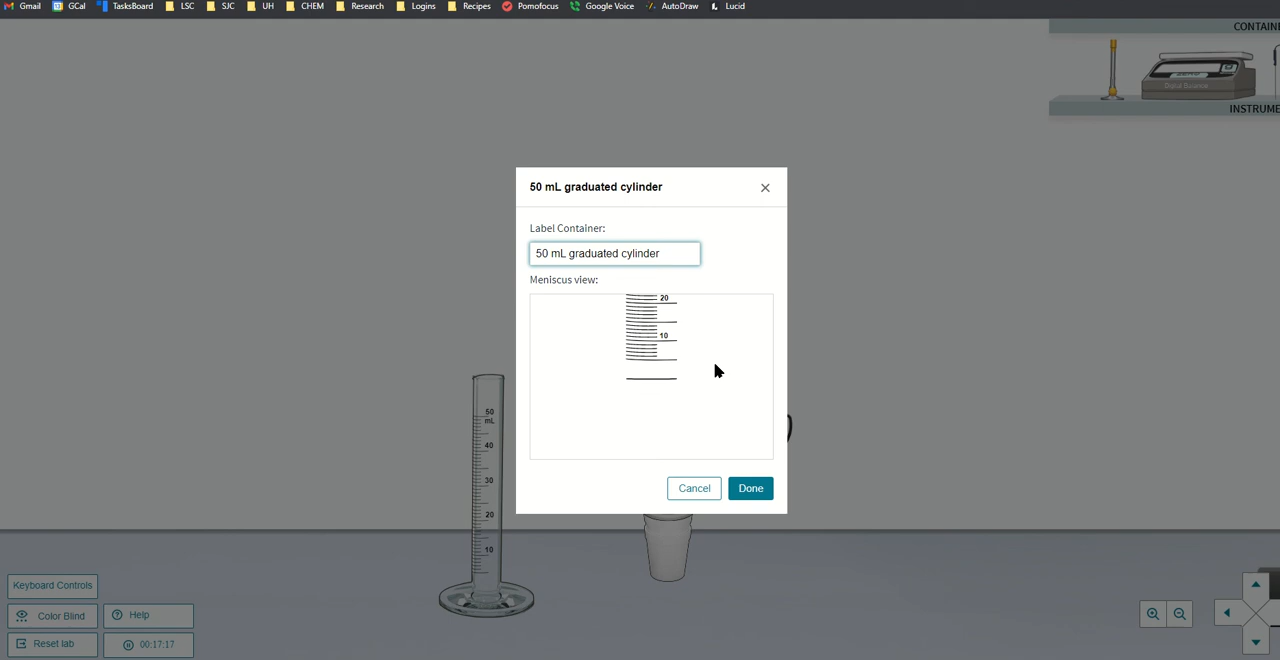 Gmail GCal TasksBoard LSC SJC UH CHEM Research Logins Recipes Pomofocus Google Voice AutoDraw Lucid
CONTAIN
Digital Balance
INSTRUME
50 mL graduated cylinder
Label Container:
50 mL graduated cylinder
Meniscus view:
20
10
50
mL
40
30
20
10
Cancel Done
Keyboard Controls
Color Blind Help
Reset lab 00:17:17